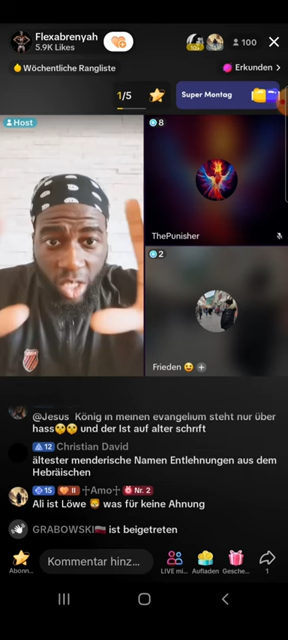 Flexabrenyah
5.9K Likes
100
Wöchentliche Rangliste
Erkunden >
1/5
Super Montag
Host
8
ThePunisher
2
Frieden 😫
@Jesus König in meinen evangelium steht nur über
hass🤫🤫 und der Ist auf alter schrift
12 Christian David
ältester menderische Namen Entlehnungen aus dem
Hebräischen
15 II ✝Amo✝ Nr. 2
Ali ist Löwe 🦁 was für keine Ahnung
GRABOWSKI ist beigetreten
Kommentar hinz...
Abonn...
LIVE mi...
Aufladen
Gesche...
1